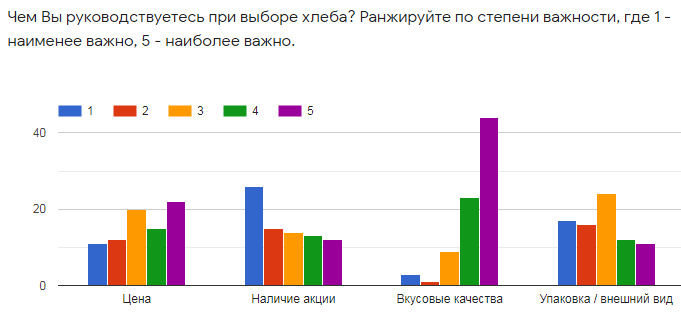 Чем Вы руководствуетесь при выборе хлеба? Ранжируйте по степени важности, где 1 -
наименее важно, 5 - наиболее важно.
1 2 3 4 5
40
20
0
Цена Наличие акции Вкусовые качества Упаковка / внешний вид